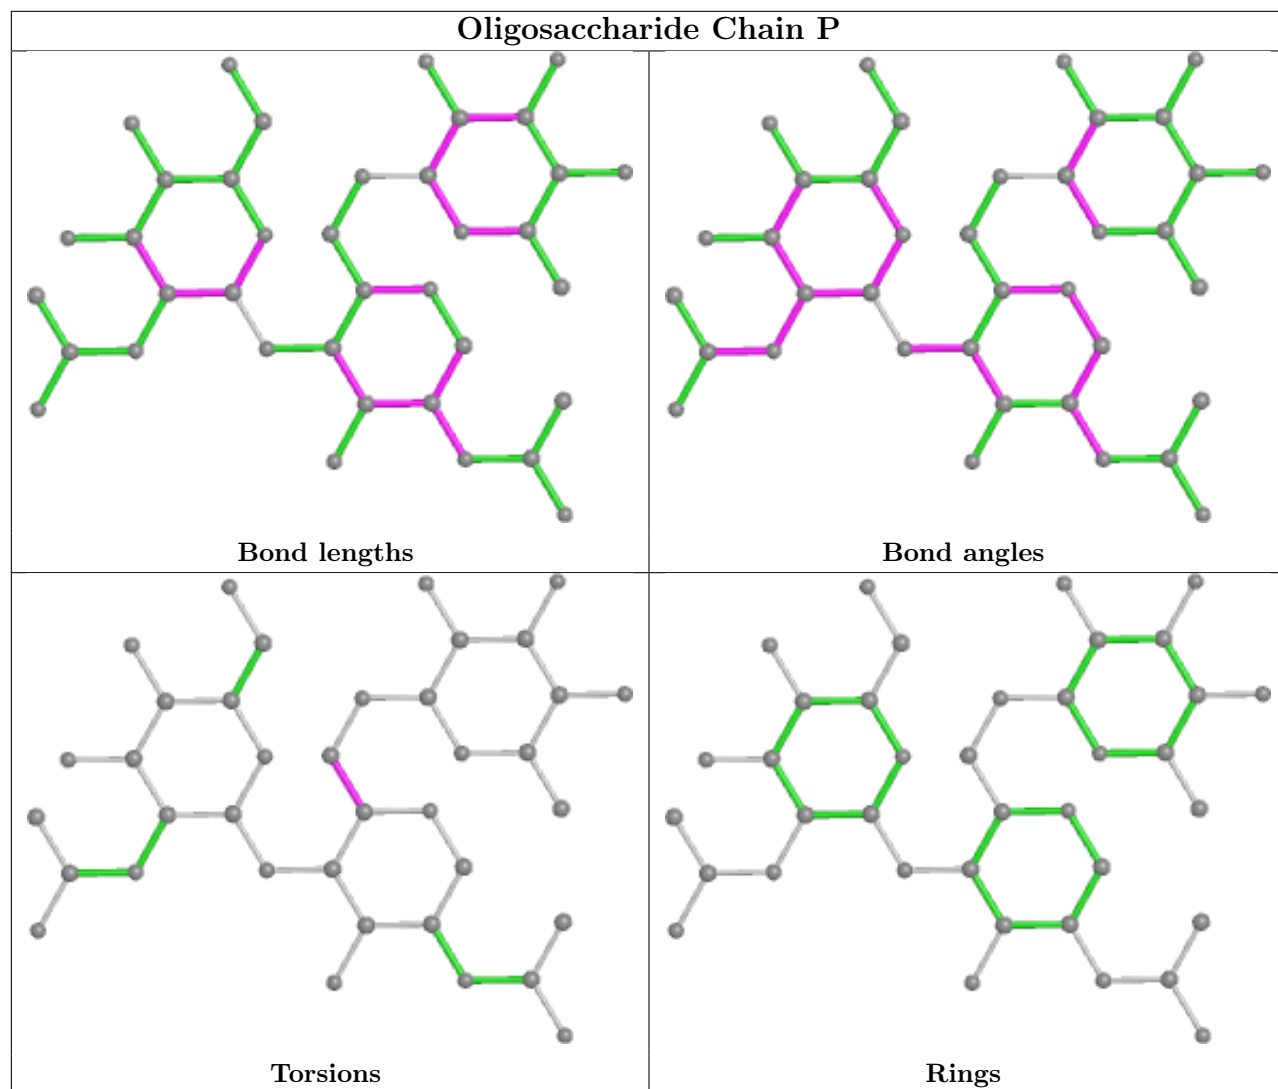 Oligosaccharide Chain P
Bond lengths
Bond angles
Torsions
Rings